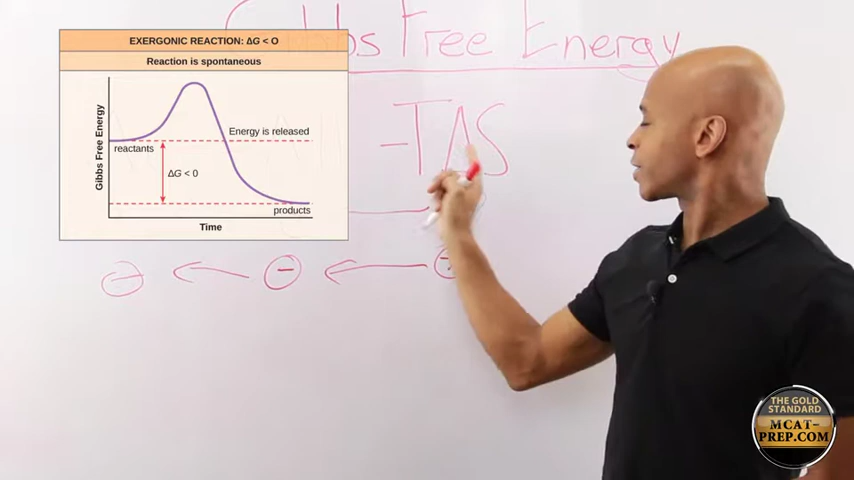 Gibbs Free Energy
EXERGONIC REACTION: ΔG < O
Reaction is spontaneous
Gibbs Free Energy
reactants
Energy is released
ΔG < 0
products
Time
-TΔS
THE GOLD
STANDARD
MCAT-
PREP.COM